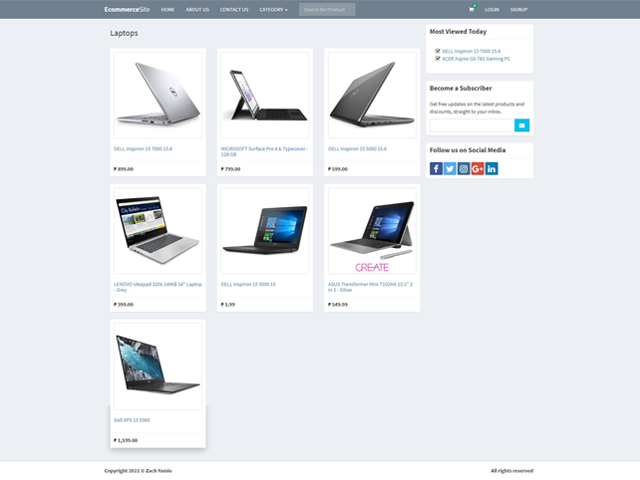 EcommerceSite HOME ABOUT US CONTACT US CATEGORY Search for Product 0 LOGIN SIGNUP
Laptops
DELL Inspiron 15 7000 15.6
₱ 899.00
MICROSOFT Surface Pro 4 & Typecover -
128 GB
₱ 799.00
DELL Inspiron 15 5000 15.6
₱ 599.00
LENOVO Ideapad 320s-14IKB 14" Laptop
- Grey
₱ 399.00
DELL Inspiron 15 5000 15
CREATE
ASUS Transformer Mini T102HA 10.1" 2
in 1 - Silver
₱ 549.99
Dell XPS 15 9560
₱ 1,599.00
Most Viewed Today
DELL Inspiron 15 7000 15.6
ACER Aspire GX-781 Gaming PC
Become a Subscriber
Get free updates on the latest products and
discounts, straight to your inbox.
Follow us on Social Media
Copyright 2021 © Zach Yamio
All rights reserved